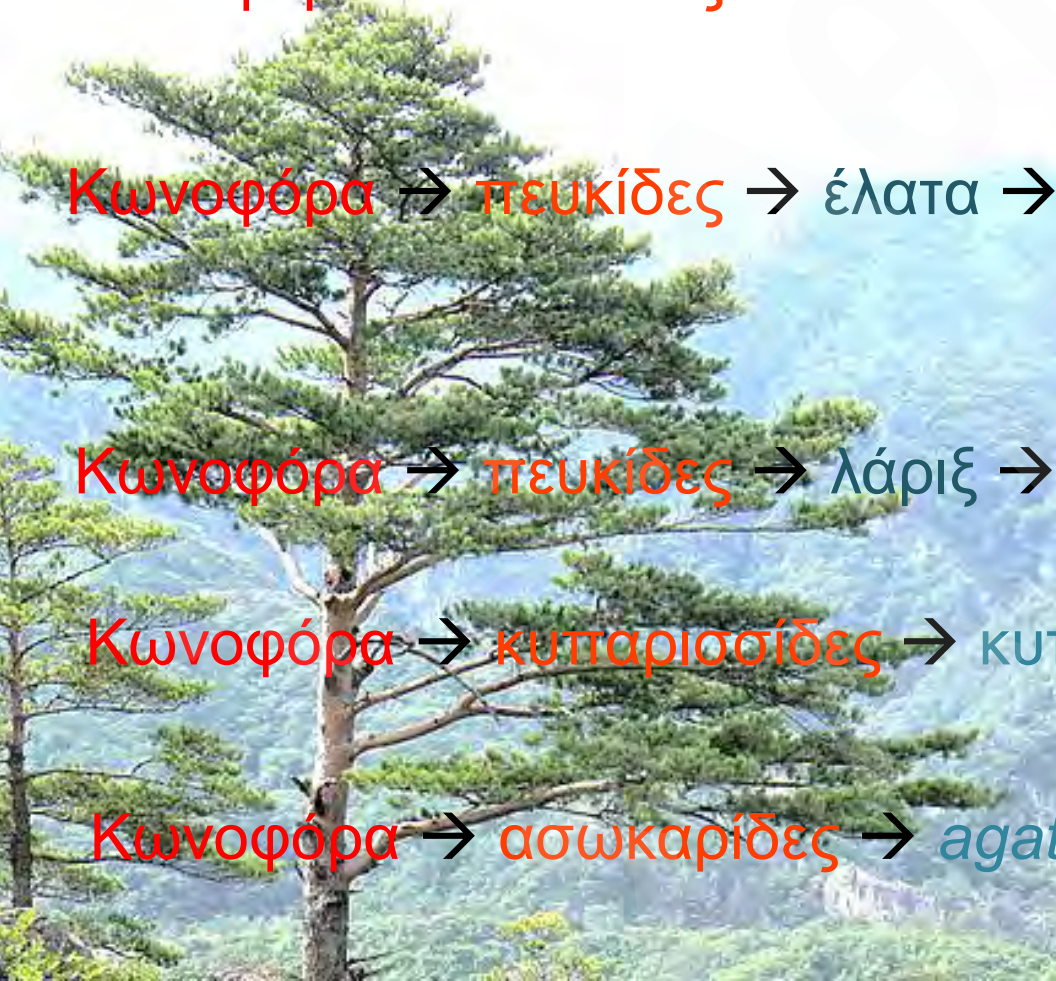 Κωνοφόρα → πευκίδες → έλατα →
Κωνοφόρα → πευκίδες → λάριξ →
Κωνοφόρα → κυπαρισσίδες →
Κωνοφόρα → ασωκαρίδες →